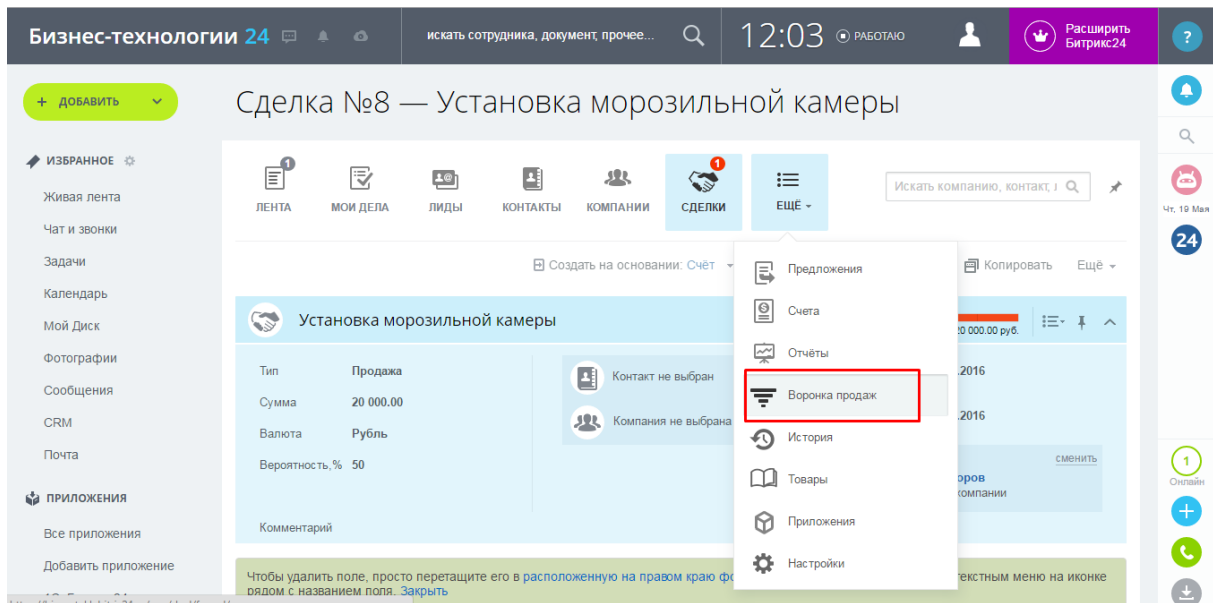 Бизнес-технологии 24
искать сотрудника, документ, прочее...
12:03
РАБОТАЮ
Расширить
Битрикс24
?
+ ДОБАВИТЬ
Сделка №8 — Установка морозильной камеры
ИЗБРАННОЕ
Живая лента
Чат и звонки
Задачи
Календарь
Мой Диск
Фотографии
Сообщения
CRM
Почта
ПРИЛОЖЕНИЯ
Все приложения
Добавить приложение
1
ЛЕНТА
МОИ ДЕЛА
ЛИДЫ
КОНТАКТЫ
КОМПАНИИ
1
СДЕЛКИ
ЕЩЁ
Искать компанию, контакт,
Создать на основании: Счёт
Копировать
Ещё
Установка морозильной камеры
20 000.00 руб.
Тип Продажа
Сумма 20 000.00
Валюта Рубль
Вероятность,% 50
Комментарий
Контакт не выбран
Компания не выбрана
.2016
.2016
сменить
оров
компании
Предложения
Счета
Отчёты
Воронка продаж
История
Товары
Приложения
Настройки
Чтобы удалить поле, просто перетащите его в расположенную на правом краю
текстным меню на иконке
рядом с названием поля. Закрыть
Чт, 19 Мая
24
1
Онлайн